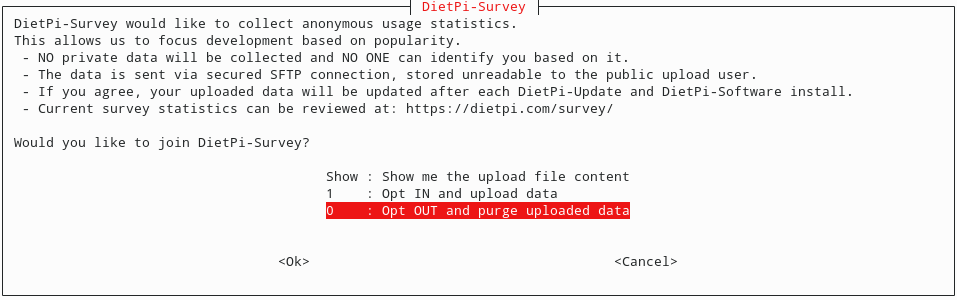 DietPi-Survey
DietPi-Survey would like to collect anonymous usage statistics.
This allows us to focus development based on popularity.
- NO private data will be collected and NO ONE can identify you based on it.
- The data is sent via secured SFTP connection, stored unreadable to the public upload user.
- If you agree, your uploaded data will be updated after each DietPi-Update and DietPi-Software install.
- Current survey statistics can be reviewed at: https://dietpi.com/survey/
Would you like to join DietPi-Survey?
Show : Show me the upload file content
1    : Opt IN and upload data
0    : Opt OUT and purge uploaded data
<Ok> <Cancel>